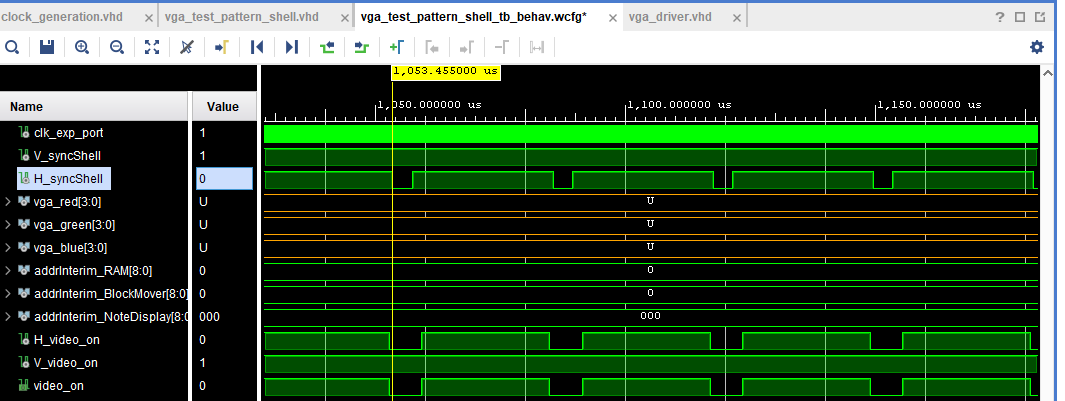 clock_generation.vhd × vga_test_pattern_shell.vhd × vga_test_pattern_shell_tb_behav.wcfg* × vga_driver.vhd × ?
1,053.455000 us
Name Value 1,050.000000 us 1,100.000000 us 1,150.000000 us
clk_exp_port 1
V_syncShell 1
H_syncShell 0
vga_red[3:0] U U
vga_green[3:0] U U
vga_blue[3:0] U U
addrInterim_RAM[8:0] 0 0
addrInterim_BlockMover[8:0] 0 0
addrInterim_NoteDisplay[8:0 000 000
H_video_on 0
V_video_on 1
video_on 0